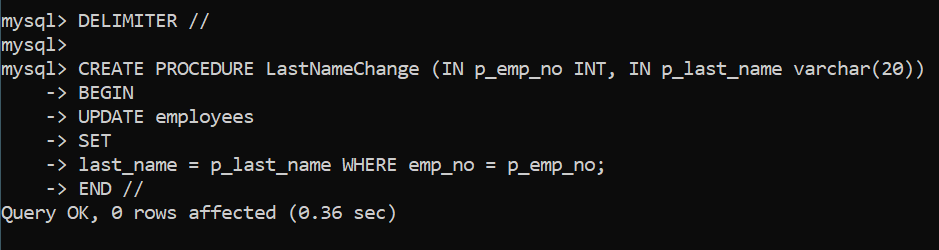 mysql> DELIMITER //
mysql>
mysql> CREATE PROCEDURE LastNameChange (IN p_emp_no INT, IN p_last_name varchar(20))
    -> BEGIN
    -> UPDATE employees
    -> SET
    -> last_name = p_last_name WHERE emp_no = p_emp_no;
    -> END //
Query OK, 0 rows affected (0.36 sec)